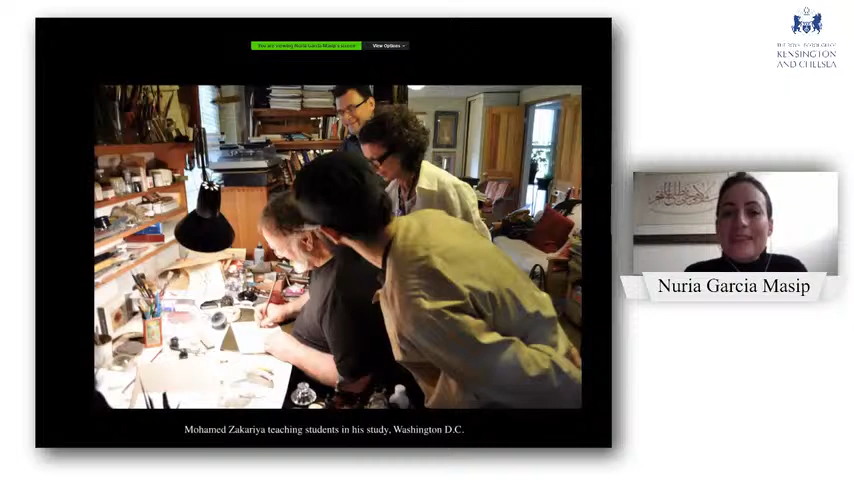 You are viewing Nuria Garcia Masip's screen
View Options
THE ROYAL BOROUGH OF
KENSINGTON
AND CHELSEA
Nuria Garcia Masip
Mohamed Zakariya teaching students in his study, Washington D.C.